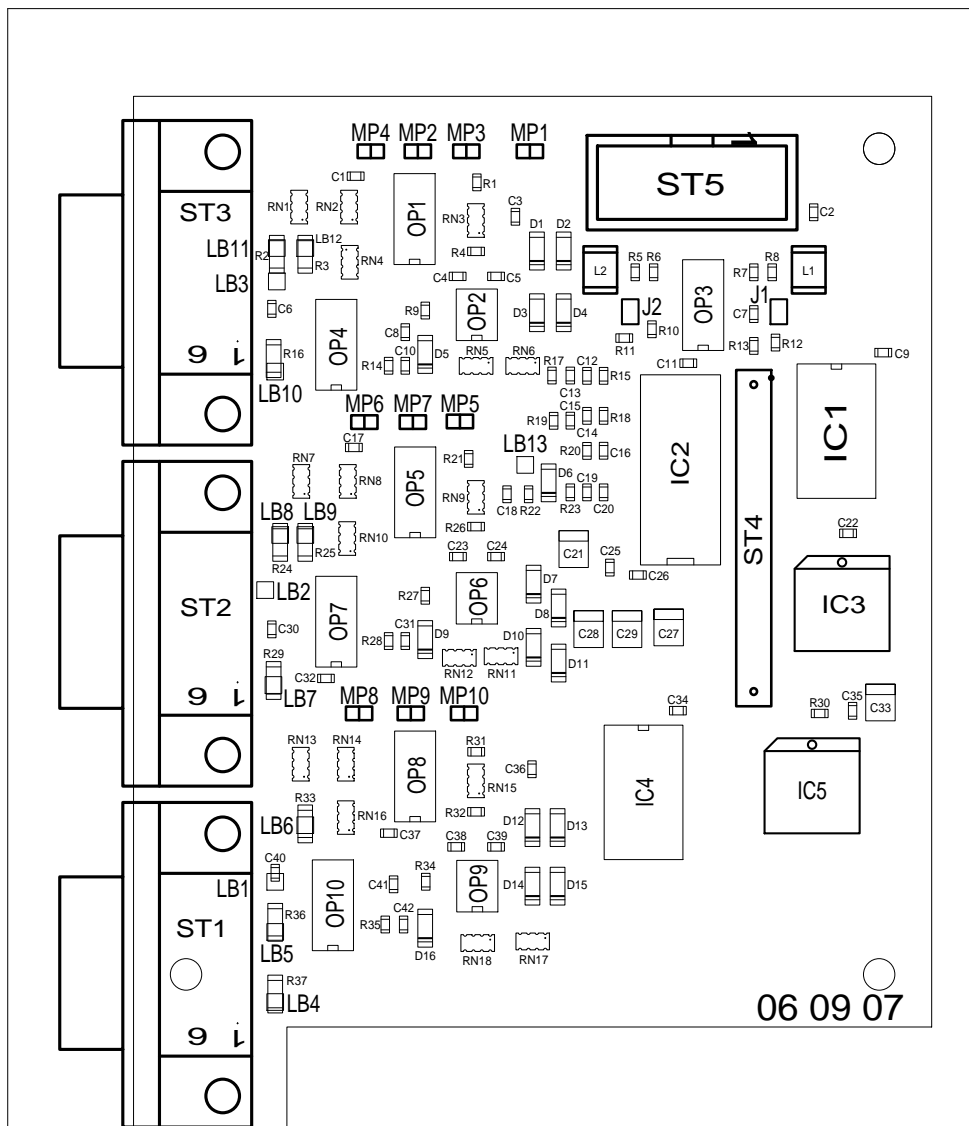 MP4 MP2 MP3 MP1
1
ST5
C1 R1
RN1 RN2 OP1 RN3 C3 C2
ST3
D1 D2
LB11 LB12 R4
R2 R3 RN4
LB3 C4 C5 L2 R5 R6 R7 R8 L1
OP3
C6 R9 OP2 D3 D4 J2 C7 J1
OP4 C8 R10
R16 D5 R11 R13 R12
6 1 R14 C10 RN5 RN6 R17 C12 C11 C9
LB10 C13 R15
MP6 MP7 MP5 R19 C15 R18
C14
C17 LB13 R20 C16 IC2 IC1
R21
RN7 RN8 OP5 RN9 D6
C18 R22 R23 C19 C20
LB8 LB9 R26 ST4
R24 R25 RN10 C22
C23 C24 C21 C25 C26
LB2 D7
ST2 OP7 R27 OP6 D8 IC3
C30 R28 C31 D9 D10 C28 C29 C27
R29 RN12 RN11 D11
C32
6 1 LB7
MP8 MP9 MP10 C34 R30 C35 C33
RN13 RN14 R31
OP8 C36
RN15
R33 IC4 IC5
RN16 R32
LB6 D12 D13
C37 C38 C39
C40
LB1 R34
C41 OP9 D14 D15
OP10
R36 C42
ST1 R35
LB5 D16
RN18 RN17
R37
LB4 06 09 07
6 1